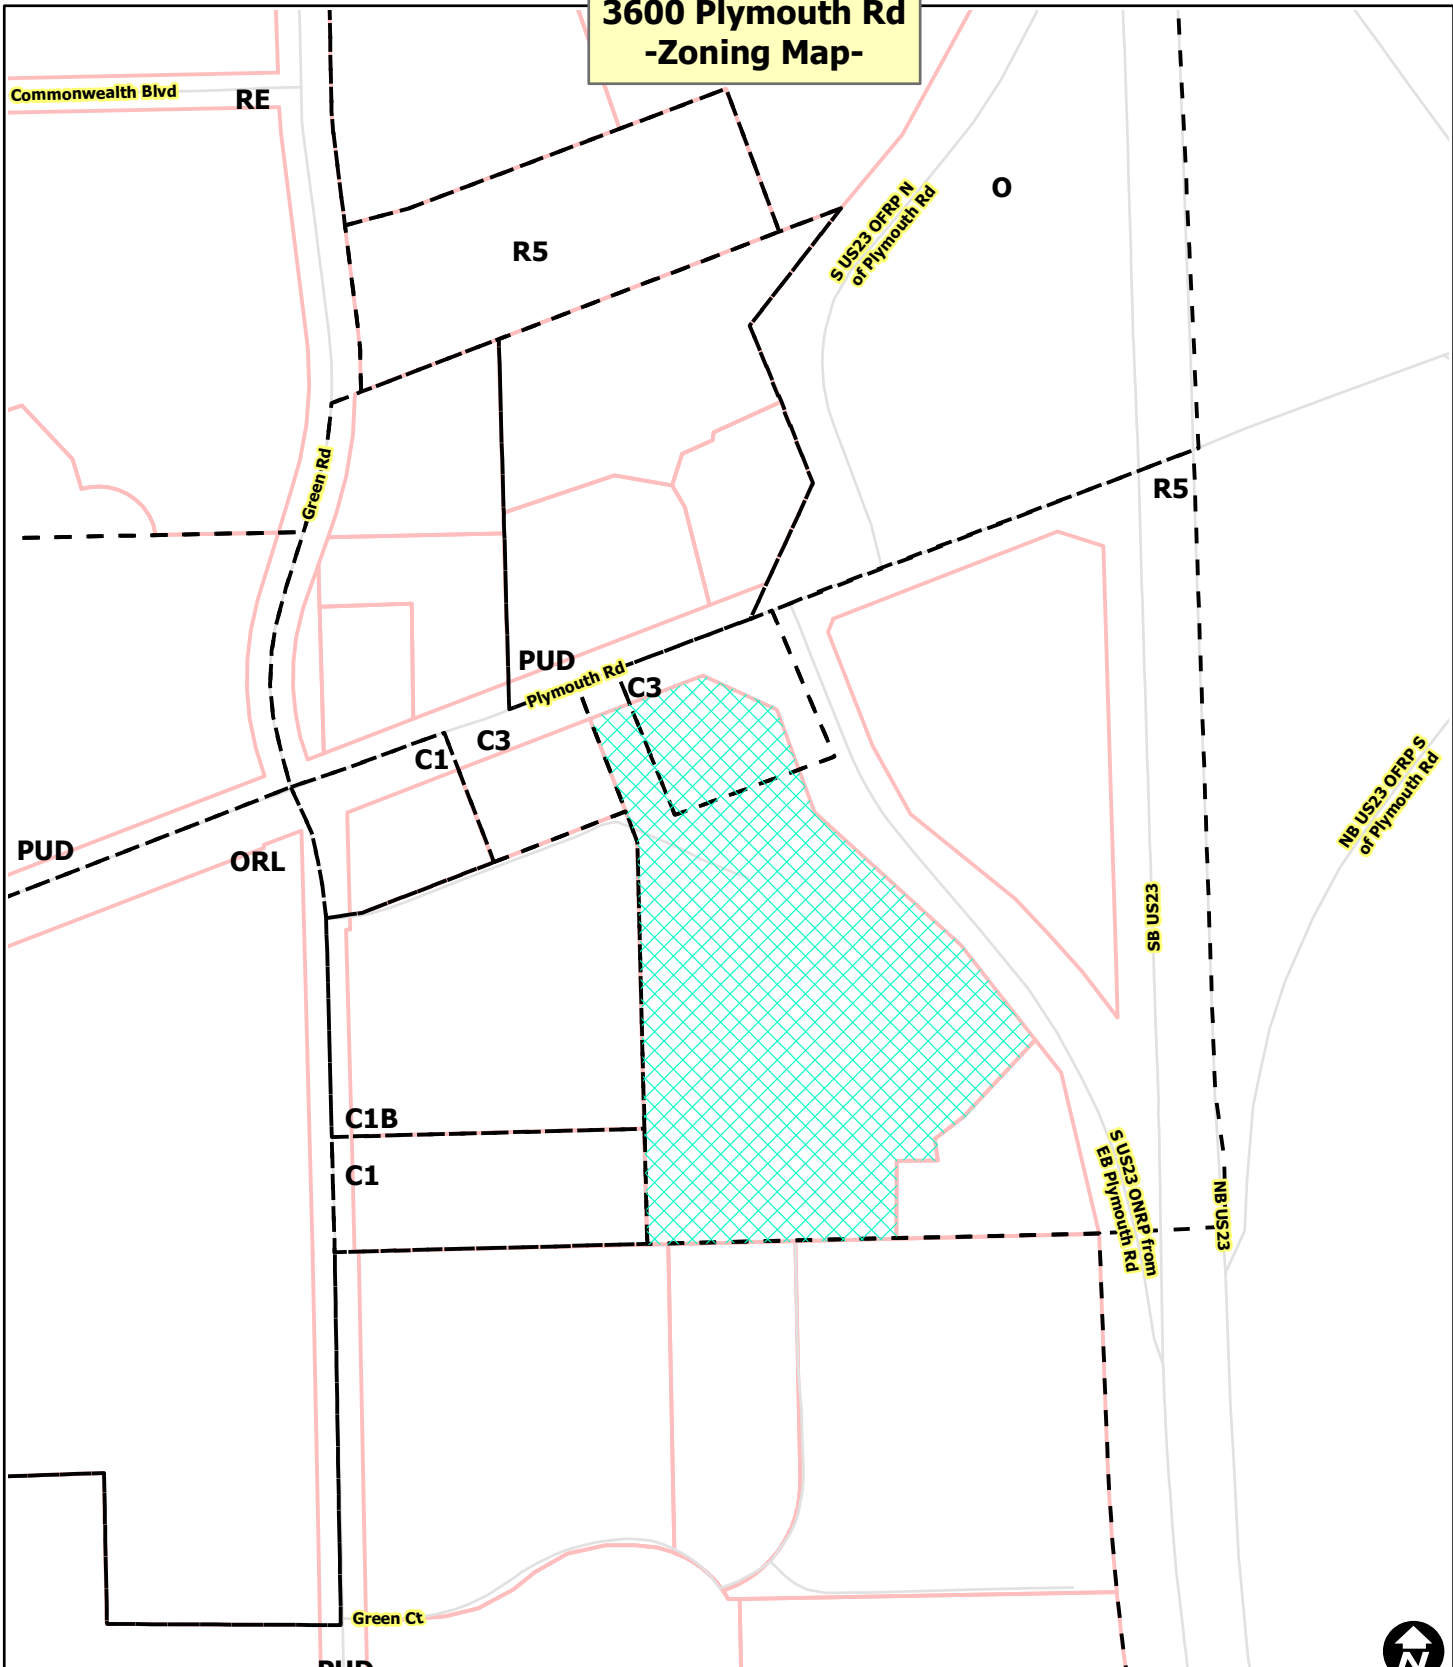 3600 Plymouth Rd
-Zoning Map-
Commonwealth Blvd
RE
O
S US23 OFRP N
of Plymouth Rd
R5
Green Rd
R5
PUD
Plymouth Rd
C3
C3
C1
PUD
ORL
NB US23 OFRP S
of Plymouth Rd
SB US23
C1B
C1
S US23 ONRP from
EB Plymouth Rd
NB US23
Green Ct
PUD
N